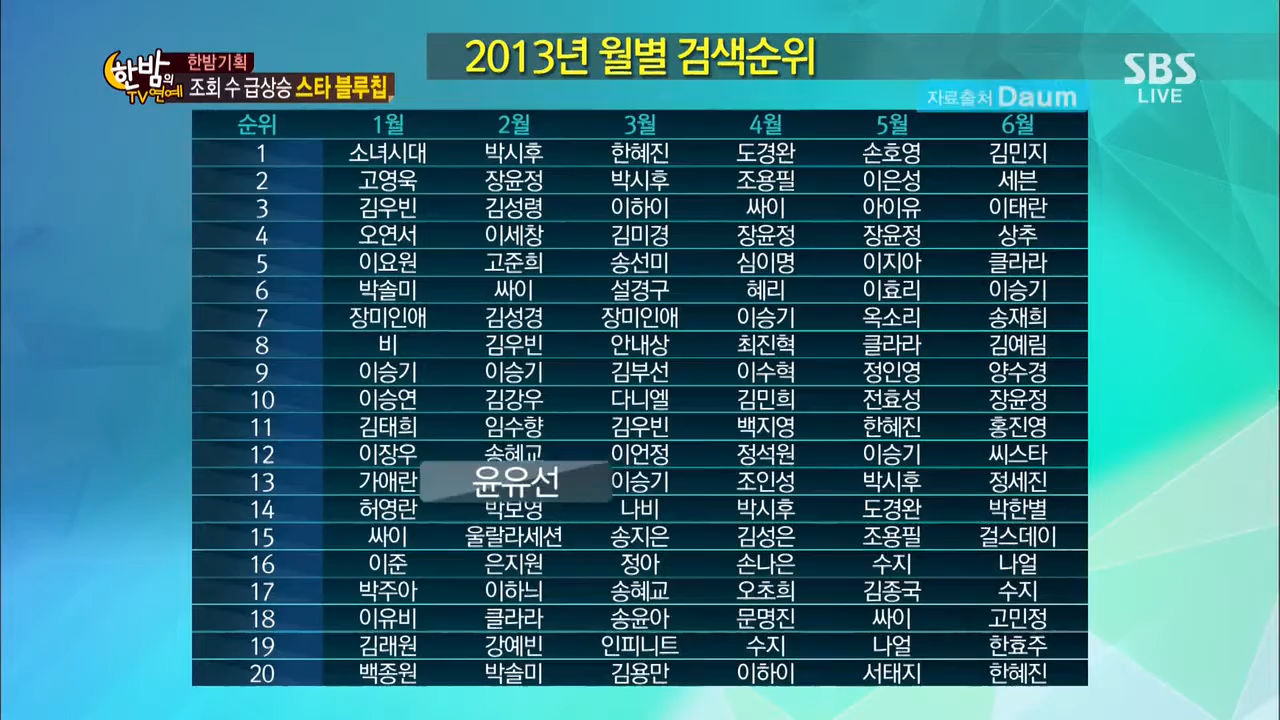 한밤의
TV연예
한밤기획
조회 수 급상승 스타 블루칩
2013년 월별 검색순위
SBS
LIVE
자료출처 Daum
순위 1월 2월 3월 4월 5월 6월
1 소녀시대 박시후 한혜진 도경완 손호영 김민지
2 고영욱 장윤정 박시후 조용필 이은성 세븐
3 김우빈 김성령 이하이 싸이 아이유 이태란
4 오연서 이세창 김미경 장윤정 장윤정 상추
5 이요원 고준희 송선미 심이명 이지아 클라라
6 박솔미 싸이 설경구 혜리 이효리 이승기
7 장미인애 김성경 장미인애 이승기 옥소리 송재희
8 비 김우빈 안내상 최진혁 클라라 김예림
9 이승기 이승기 김부선 이수혁 정인영 양수경
10 이승연 김강우 다니엘 김민희 전효성 장윤정
11 김태희 임수향 김우빈 백지영 한혜진 홍진영
12 이장우 송혜교 이언정 정석원 이승기 씨스타
13 가애란 윤유선 이승기 조인성 박시후 정세진
14 허영란 박보영 나비 박시후 도경완 박한별
15 싸이 울랄라세션 송지은 김성은 조용필 걸스데이
16 이준 은지원 정아 손나은 수지 나얼
17 박주아 이하늬 송혜교 오초희 김종국 수지
18 이유비 클라라 송윤아 문명진 싸이 고민정
19 김래원 강예빈 인피니트 수지 나얼 한효주
20 백종원 박솔미 김용만 이하이 서태지 한혜진